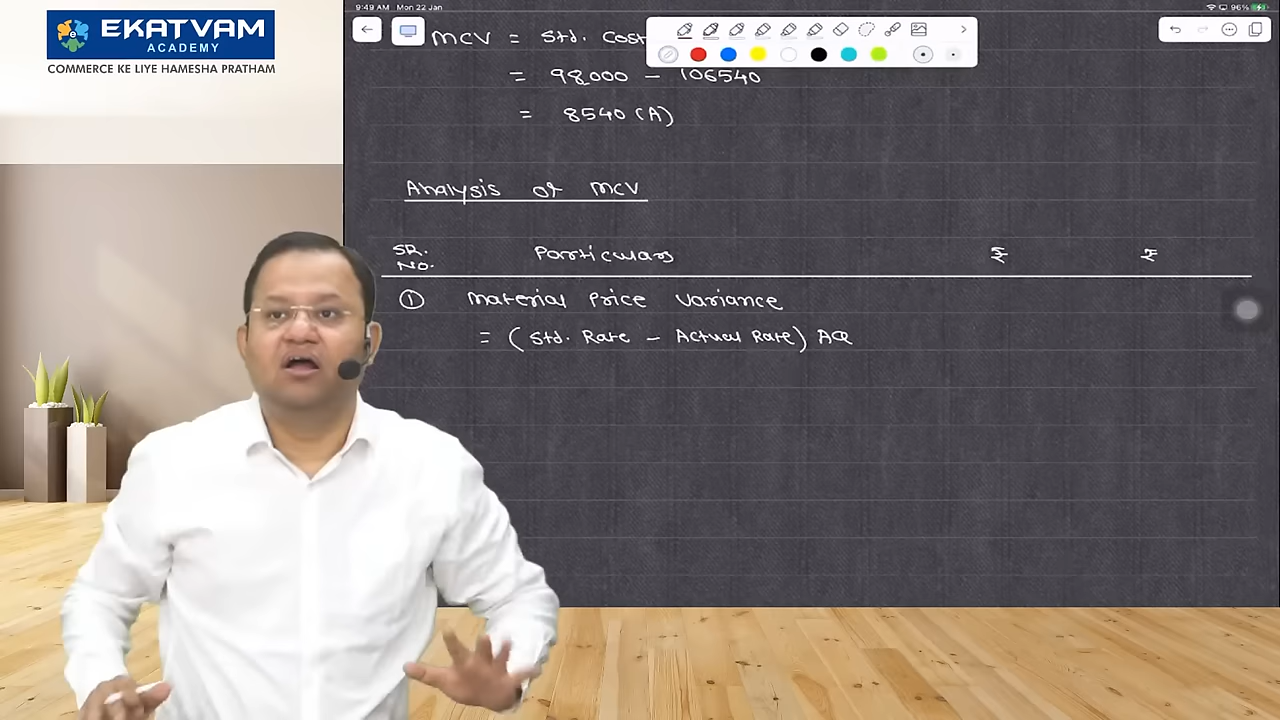 EKATVAM
ACADEMY
COMMERCE KE LIYE HAMESHA PRATHAM
9:49 AM Mon 22 Jan
96%
MCV = Std. Cost
= 98000 - 106540
= 8540 (A)
Analysis of MCV
SR. NO. Particulars ₹ ₹
① Material Price Variance
= (Std. Rate - Actual Rate) AQ